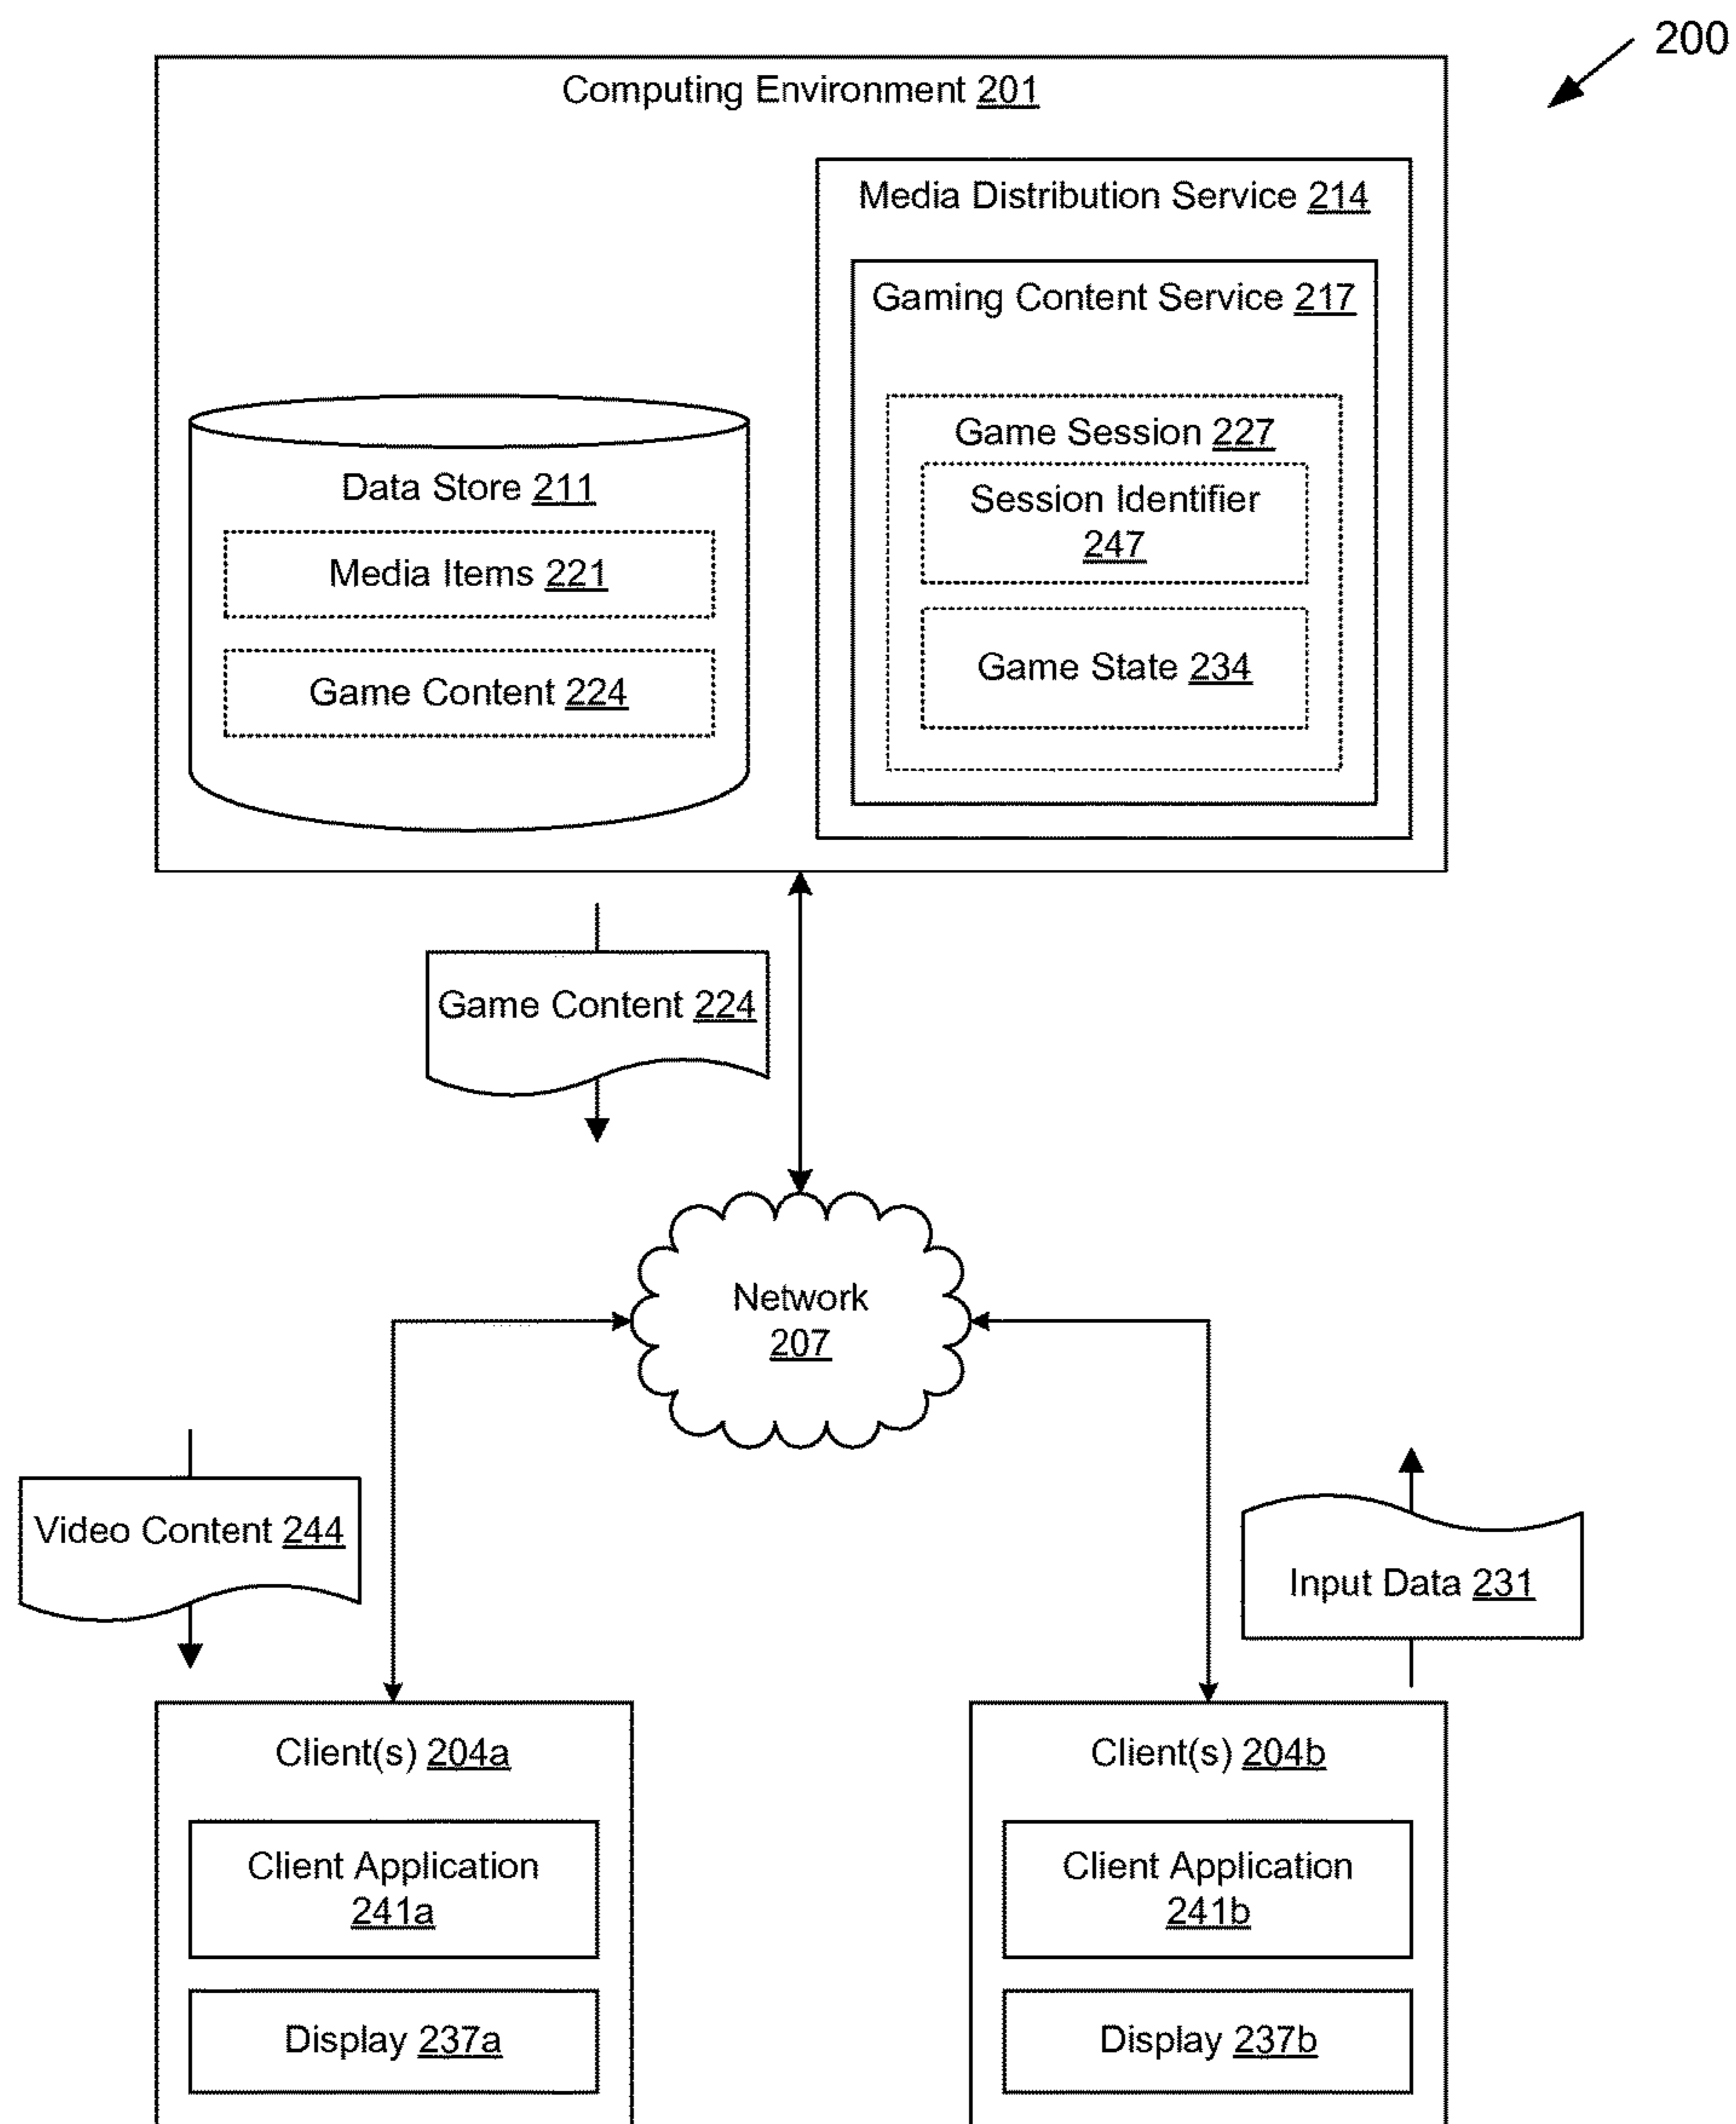 200
Computing Environment 201
Media Distribution Service 214
Gaming Content Service 217
Game Session 227
Session Identifier
247
Game State 234
Data Store 211
Media Items 221
Game Content 224
Game Content 224
Network
207
Video Content 244
Input Data 231
Client(s) 204a
Client Application
241a
Display 237a
Client(s) 204b
Client Application
241b
Display 237b